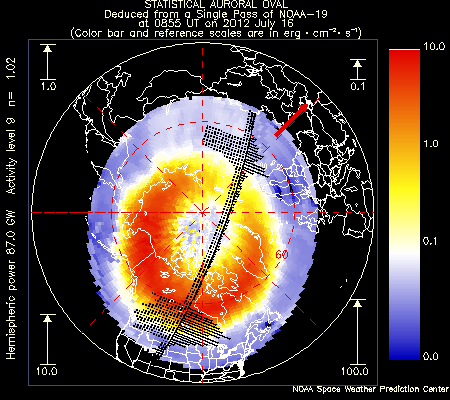 STATISTICAL AURORAL OVAL
Deduced from a Single Pass of NOAA-19
at 0855 UT on 2012 July 16
(Color bar and reference scales are in erg · cm⁻² · s⁻¹)
Hemispheric power 87.0 GW   Activity level 9   n=   1.02
1.0
0.1
10.0
100.0
60
10.0
1.0
0.1
0.0
NOAA Space Weather Prediction Center